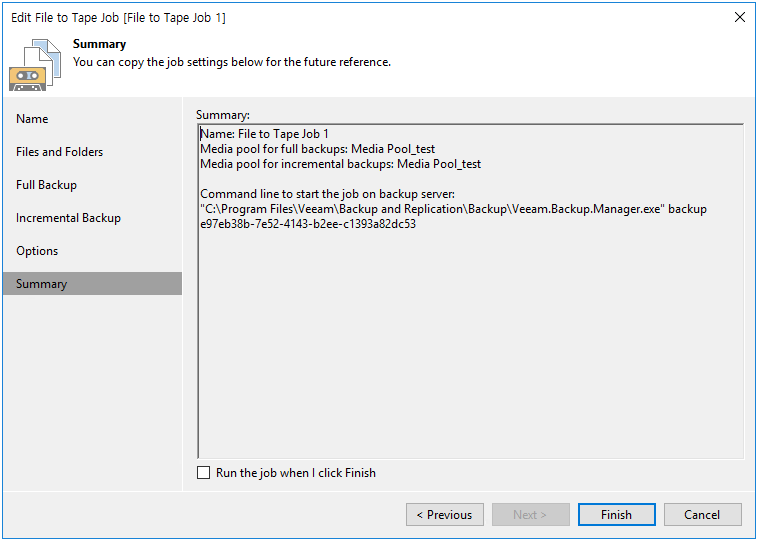 Edit File to Tape Job [File to Tape Job 1]
Summary
You can copy the job settings below for the future reference.
Name
Files and Folders
Full Backup
Incremental Backup
Options
Summary
Summary:
Name: File to Tape Job 1
Media pool for full backups: Media Pool_test
Media pool for incremental backups: Media Pool_test
Command line to start the job on backup server:
"C:\Program Files\Veeam\Backup and Replication\Backup\Veeam.Backup.Manager.exe" backup
e97eb38b-7e52-4143-b2ee-c1393a82dc53
Run the job when I click Finish
< Previous
Next >
Finish
Cancel